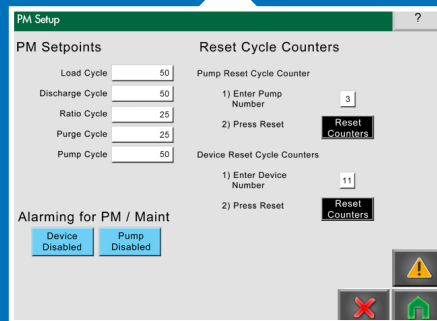 PM Setup
?
PM Setpoints
Load Cycle 50
Discharge Cycle 50
Ratio Cycle 25
Purge Cycle 25
Pump Cycle 50
Alarming for PM / Maint
Device
Disabled
Pump
Disabled
Reset Cycle Counters
Pump Reset Cycle Counter
1) Enter Pump
Number
3
2) Press Reset
Reset
Counters
Device Reset Cycle Counters
1) Enter Device
Number
11
2) Press Reset
Reset
Counters